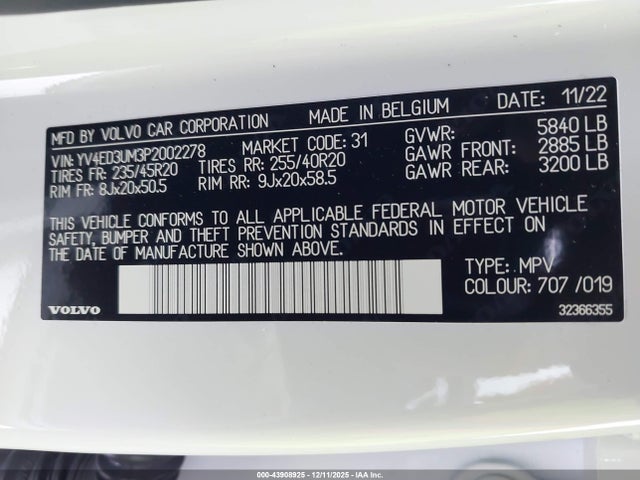 MFD BY VOLVO CAR CORPORATION MADE IN BELGIUM DATE: 11/22
VIN: YV4ED3UM3P2002278 MARKET CODE: 31 GVWR: 5840 LB
TIRES FR: 235/45R20 TIRES RR: 255/40R20 GAWR FRONT: 2885 LB
RIM FR: 8Jx20x50.5 RIM RR: 9Jx20x58.5 GAWR REAR: 3200 LB
THIS VEHICLE CONFORMS TO ALL APPLICABLE FEDERAL MOTOR VEHICLE
SAFETY, BUMPER AND THEFT PREVENTION STANDARDS IN EFFECT ON
THE DATE OF MANUFACTURE SHOWN ABOVE.
TYPE: MPV
COLOUR: 707 /019
VOLVO 32366355
000-43908925 - 12/11/2025 - IAAI.com